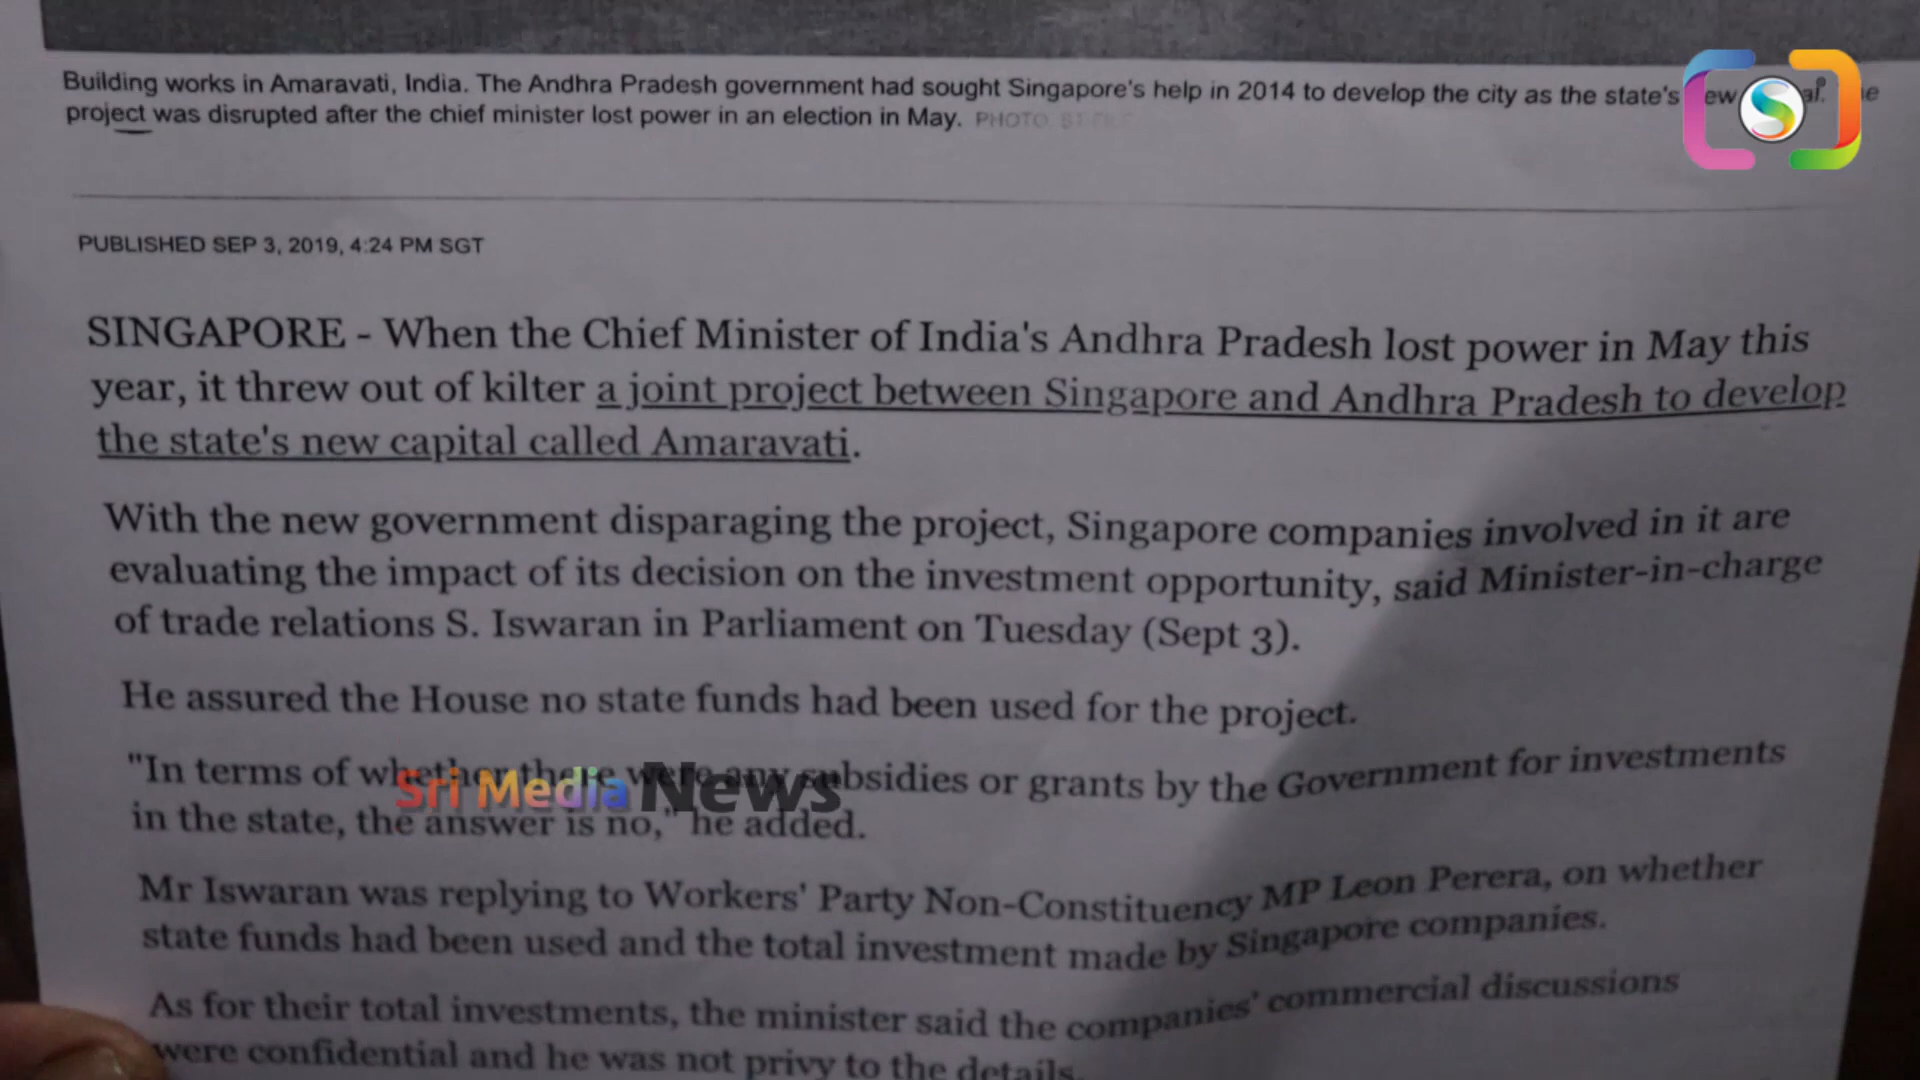 Building works in Amaravati, India. The Andhra Pradesh government had sought Singapore's help in 2014 to develop the city as the state's
project was disrupted after the chief minister lost power in an election in May. PHOTO: BT FILE
PUBLISHED SEP 3, 2019, 4:24 PM SGT
SINGAPORE - When the Chief Minister of India's Andhra Pradesh lost power in May this
year, it threw out of kilter a joint project between Singapore and Andhra Pradesh to develop
the state's new capital called Amaravati.
With the new government disparaging the project, Singapore companies involved in it are
evaluating the impact of its decision on the investment opportunity, said Minister-in-charge
of trade relations S. Iswaran in Parliament on Tuesday (Sept 3).
He assured the House no state funds had been used for the project.
"In terms of whether there were any subsidies or grants by the Government for investments
Sri Media News
in the state, the answer is no," he added.
Mr Iswaran was replying to Workers' Party Non-Constituency MP Leon Perera, on whether
state funds had been used and the total investment made by Singapore companies.
As for their total investments, the minister said the companies' commercial discussions
were confidential and he was not privy to the details.